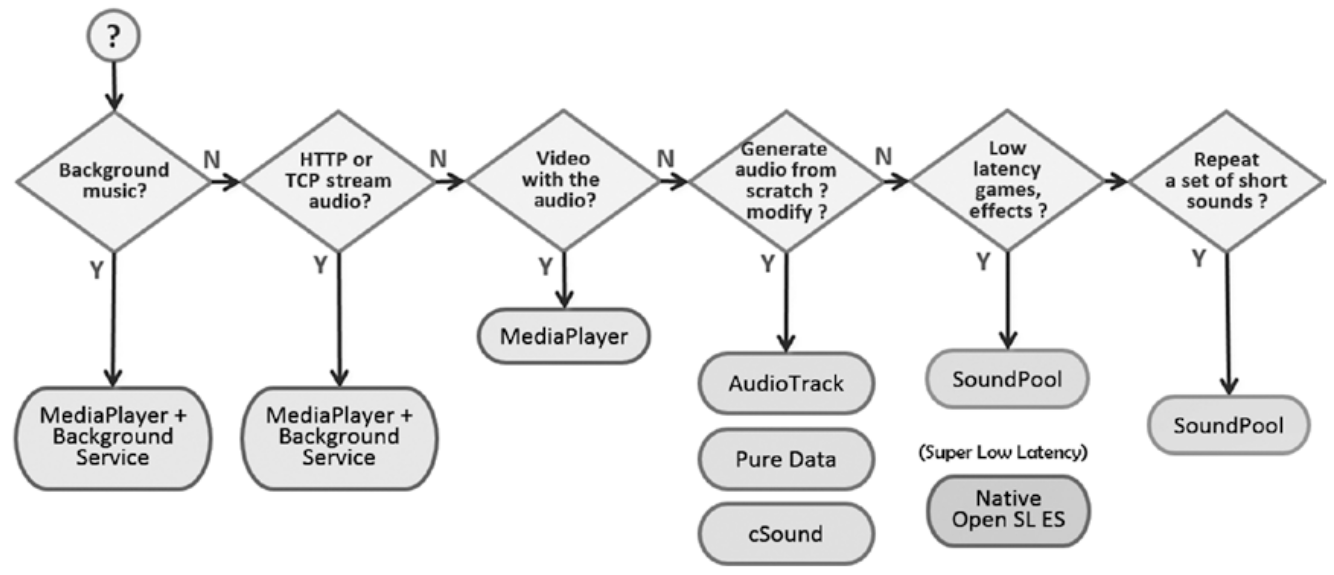 ?
Background
music?
N
Y
MediaPlayer +
Background
Service
HTTP or
TCP stream
audio?
N
Y
MediaPlayer +
Background
Service
Video
with the
audio?
N
Y
MediaPlayer
Generate
audio from
scratch ?
modify ?
N
Y
AudioTrack
Pure Data
cSound
Low
latency
games,
effects ?
Y
SoundPool
(Super Low Latency)
Native
Open SL ES
Repeat
a set of short
sounds ?
Y
SoundPool